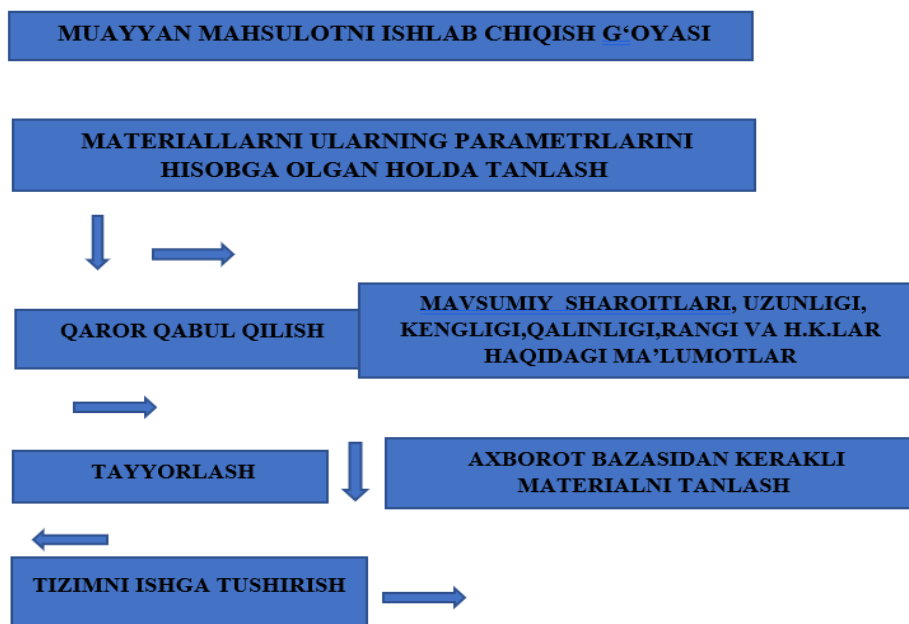 MUAYYAN MAHSULOTNI ISHLAB CHIQISH G‘OYASI
MATERIALLARNI ULARNING PARAMETRLARINI
HISOBGA OLGAN HOLDA TANLASH
QAROR QABUL QILISH
MAVSUMIY SHAROITLARI, UZUNLIGI,
KENGLIGI,QALINLIGI,RANGI VA H.K.LAR
HAQIDAGI MA’LUMOTLAR
TAYYORLASH
AXBOROT BAZASIDAN KERAKLI
MATERIALNI TANLASH
TIZIMNI ISHGA TUSHIRISH